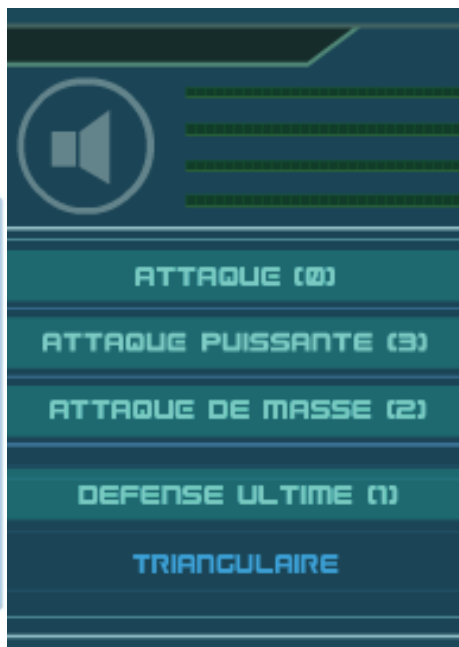 ATTAQUE (0)
ATTAQUE PUISSANTE (3)
ATTAQUE DE MASSE (2)
DEFENSE ULTIME (1)
TRIANGULAIRE